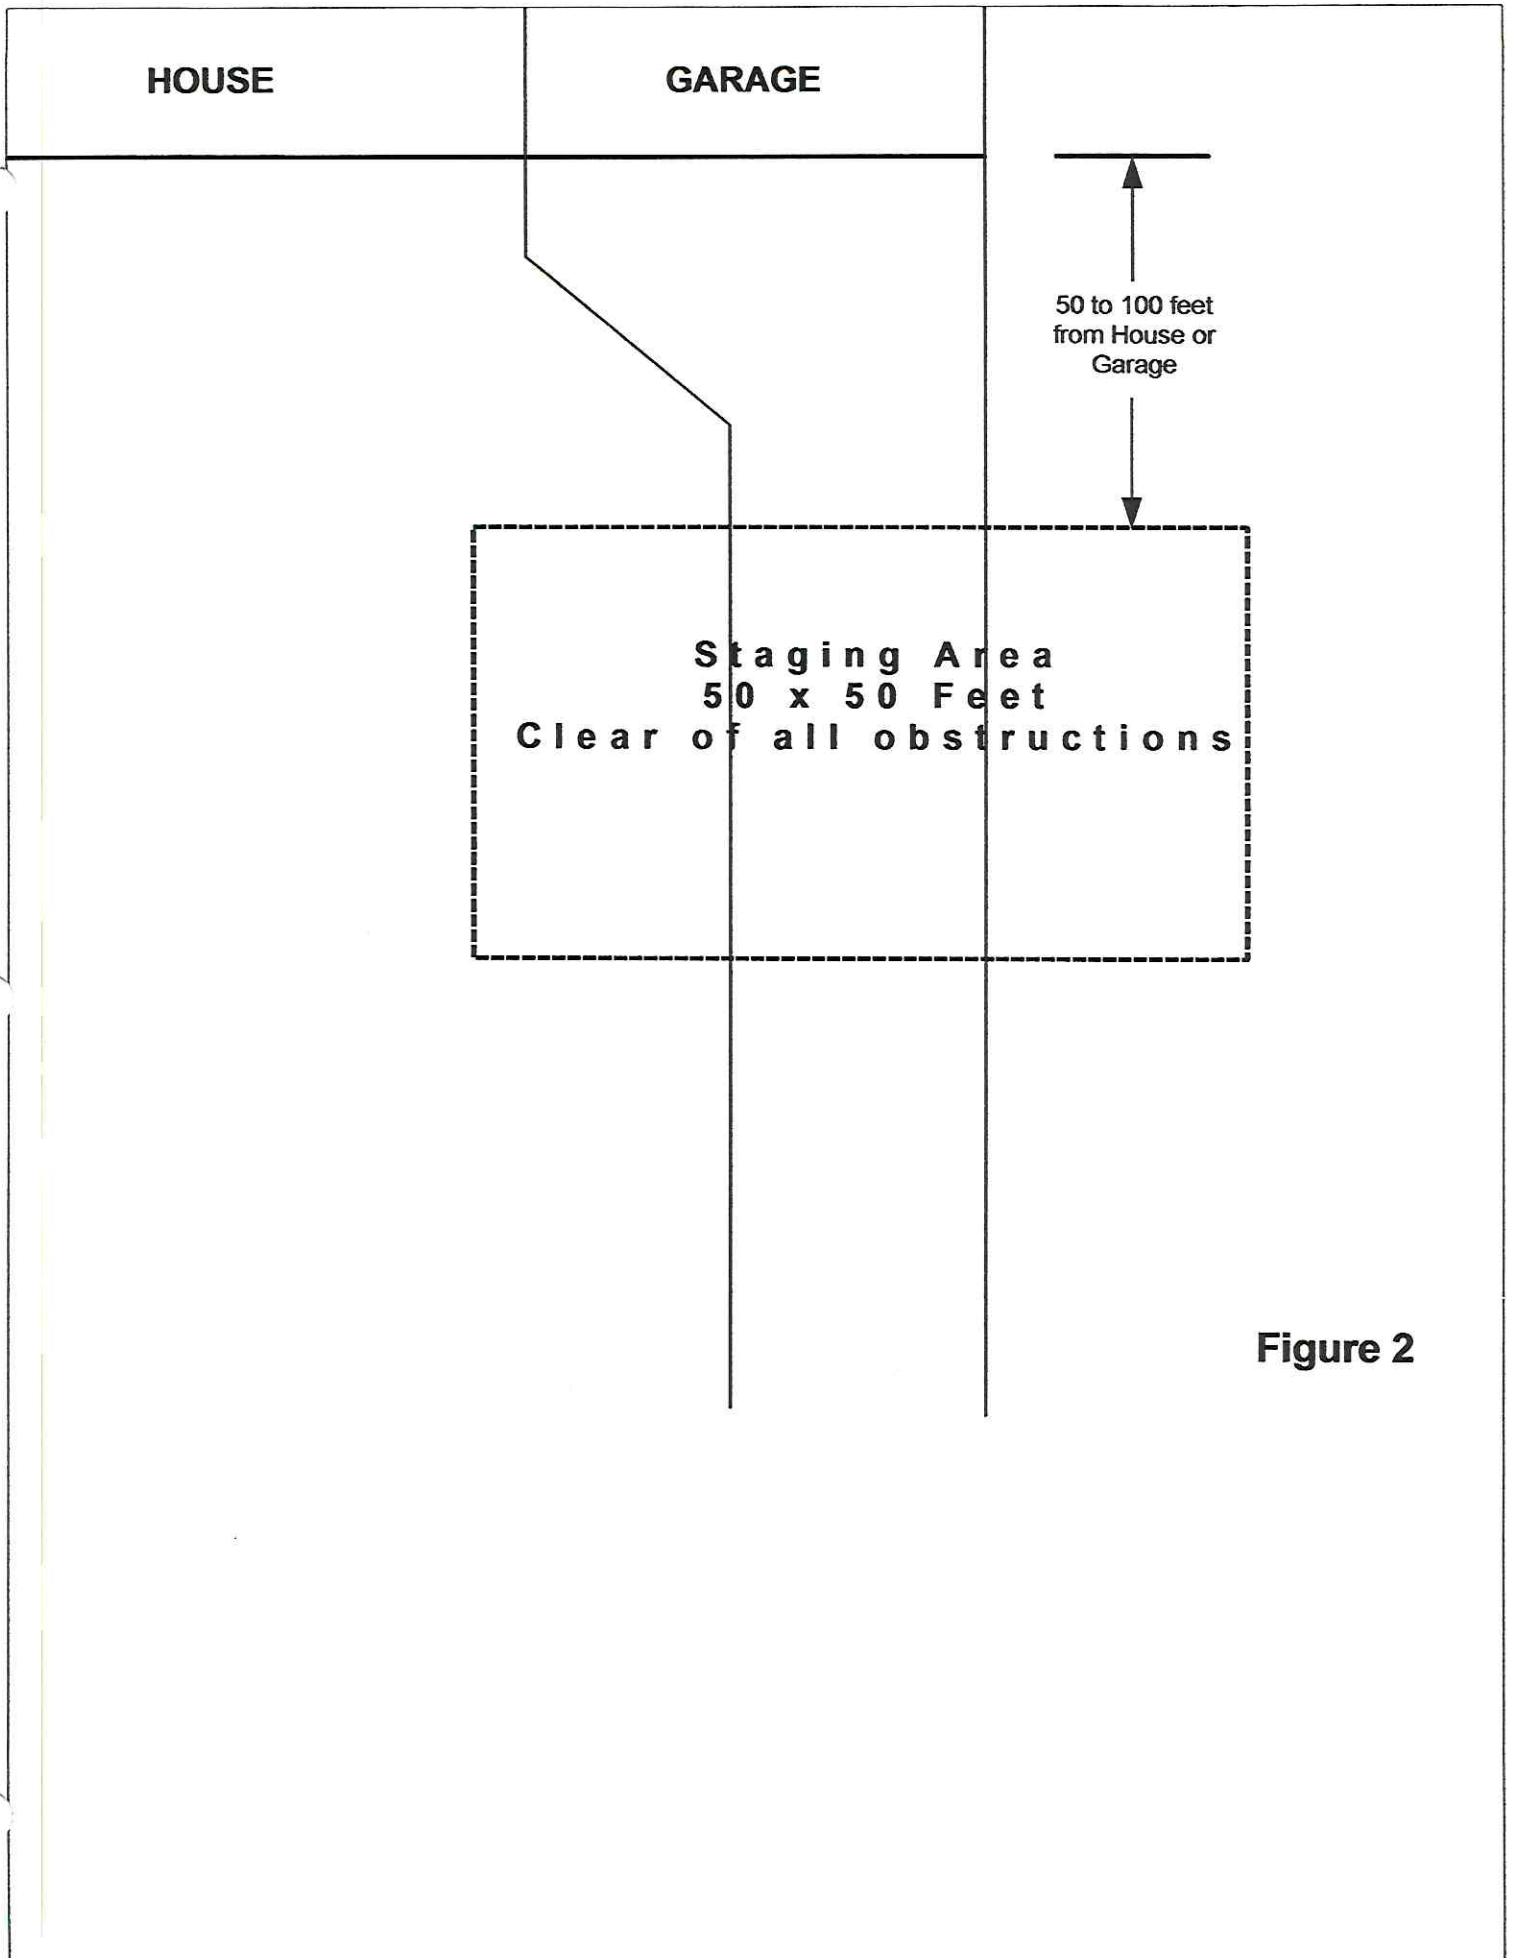 HOUSE
GARAGE
50 to 100 feet
from House or
Garage
Staging Area
50 x 50 Feet
Clear of all obstructions
Figure 2